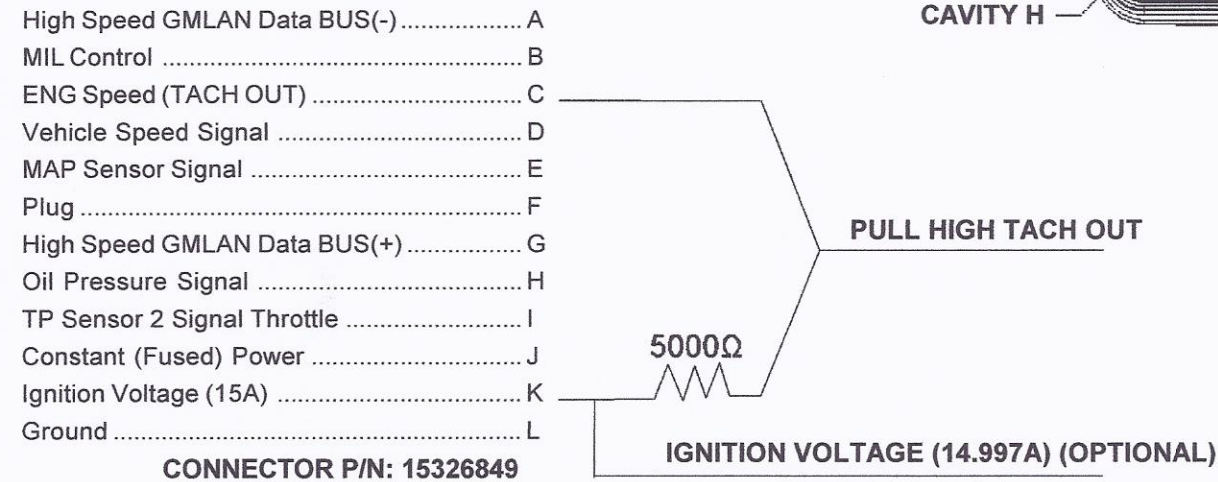 CAVITY H
High Speed GMLAN Data BUS(-) ................ A
MIL Control .................................................. B
ENG Speed (TACH OUT) ............................. C
Vehicle Speed Signal .................................. D
MAP Sensor Signal ...................................... E
Plug ............................................................. F
High Speed GMLAN Data BUS(+) ............... G
Oil Pressure Signal ..................................... H
TP Sensor 2 Signal Throttle ......................... I
Constant (Fused) Power .............................. J
Ignition Voltage (15A) .................................. K
Ground ......................................................... L
CONNECTOR P/N: 15326849
PULL HIGH TACH OUT
5000Ω
IGNITION VOLTAGE (14.997A) (OPTIONAL)